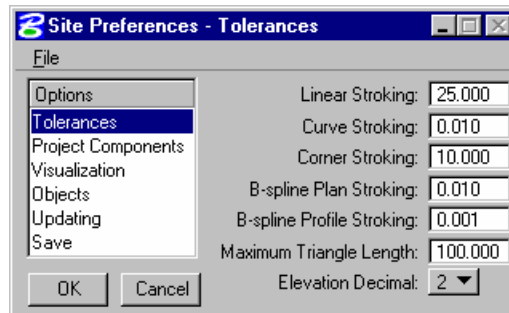 Site Preferences - Tolerances
File
Options
Tolerances
Project Components
Visualization
Objects
Updating
Save
Linear Stroking: 25.000
Curve Stroking: 0.010
Corner Stroking: 10.000
B-spline Plan Stroking: 0.010
B-spline Profile Stroking: 0.001
Maximum Triangle Length: 100.000
Elevation Decimal: 2
OK
Cancel